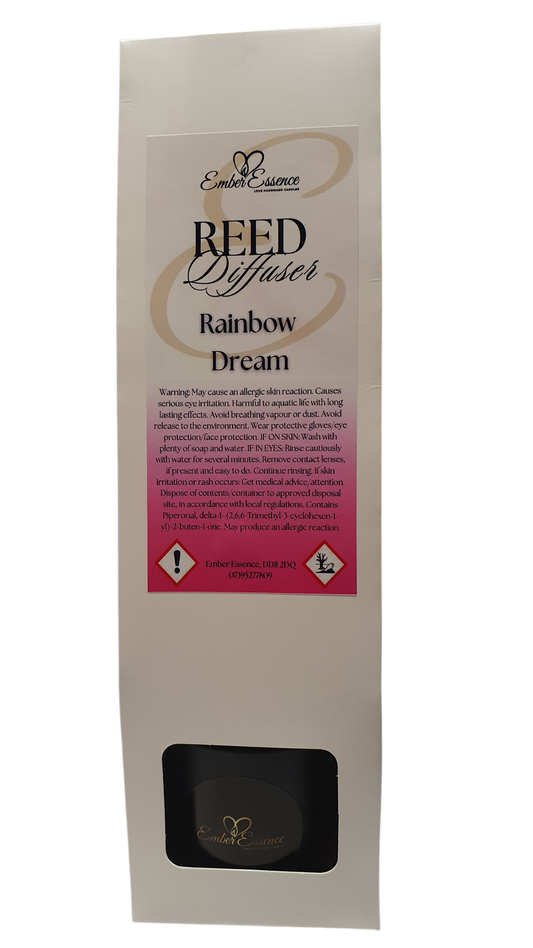 Ember Essence
LOVE HANDMADE CANDLES
REED
Diffuser
Rainbow
Dream
Warning: May cause an allergic skin reaction. Causes
serious eye irritation. Harmful to aquatic life with long
lasting effects. Avoid breathing vapour or dust. Avoid
release to the environment. Wear protective gloves/eye
protection/face protection. IF ON SKIN: Wash with
plenty of soap and water. IF IN EYES: Rinse cautiously
with water for several minutes. Remove contact lenses,
if present and easy to do. Continue rinsing. If skin
irritation or rash occurs: Get medical advice/attention.
Dispose of contents/container to approved disposal
site, in accordance with local regulations. Contains
Piperonal, delta-1-(2,6,6-Trimethyl-3-cyclohexen-1-
yl)-2-buten-1-one. May produce an allergic reaction.
Ember Essence, DD8 2DQ
07395277809
Ember Essence